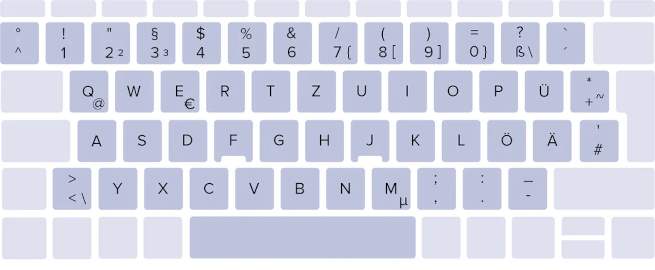 ° ! " § $ % & / ( ) = ? `
^ 1 2 ² 3 ³ 4 5 6 7 { 8 [ 9 ] 0 } ß \ ´
Q @ W E € R T Z U I O P Ü * + ~
A S D F G H J K L Ö Ä ' #
> < \ Y X C V B N M µ ; , : . _ -